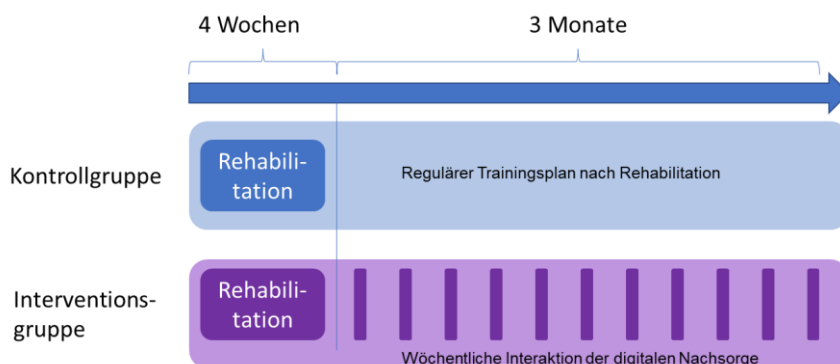 4 Wochen
3 Monate
Kontrollgruppe
Rehabili-
tation
Regulärer Trainingsplan nach Rehabilitation
Interventions-
gruppe
Rehabili-
tation
Wöchentliche Interaktion der digitalen Nachsorge